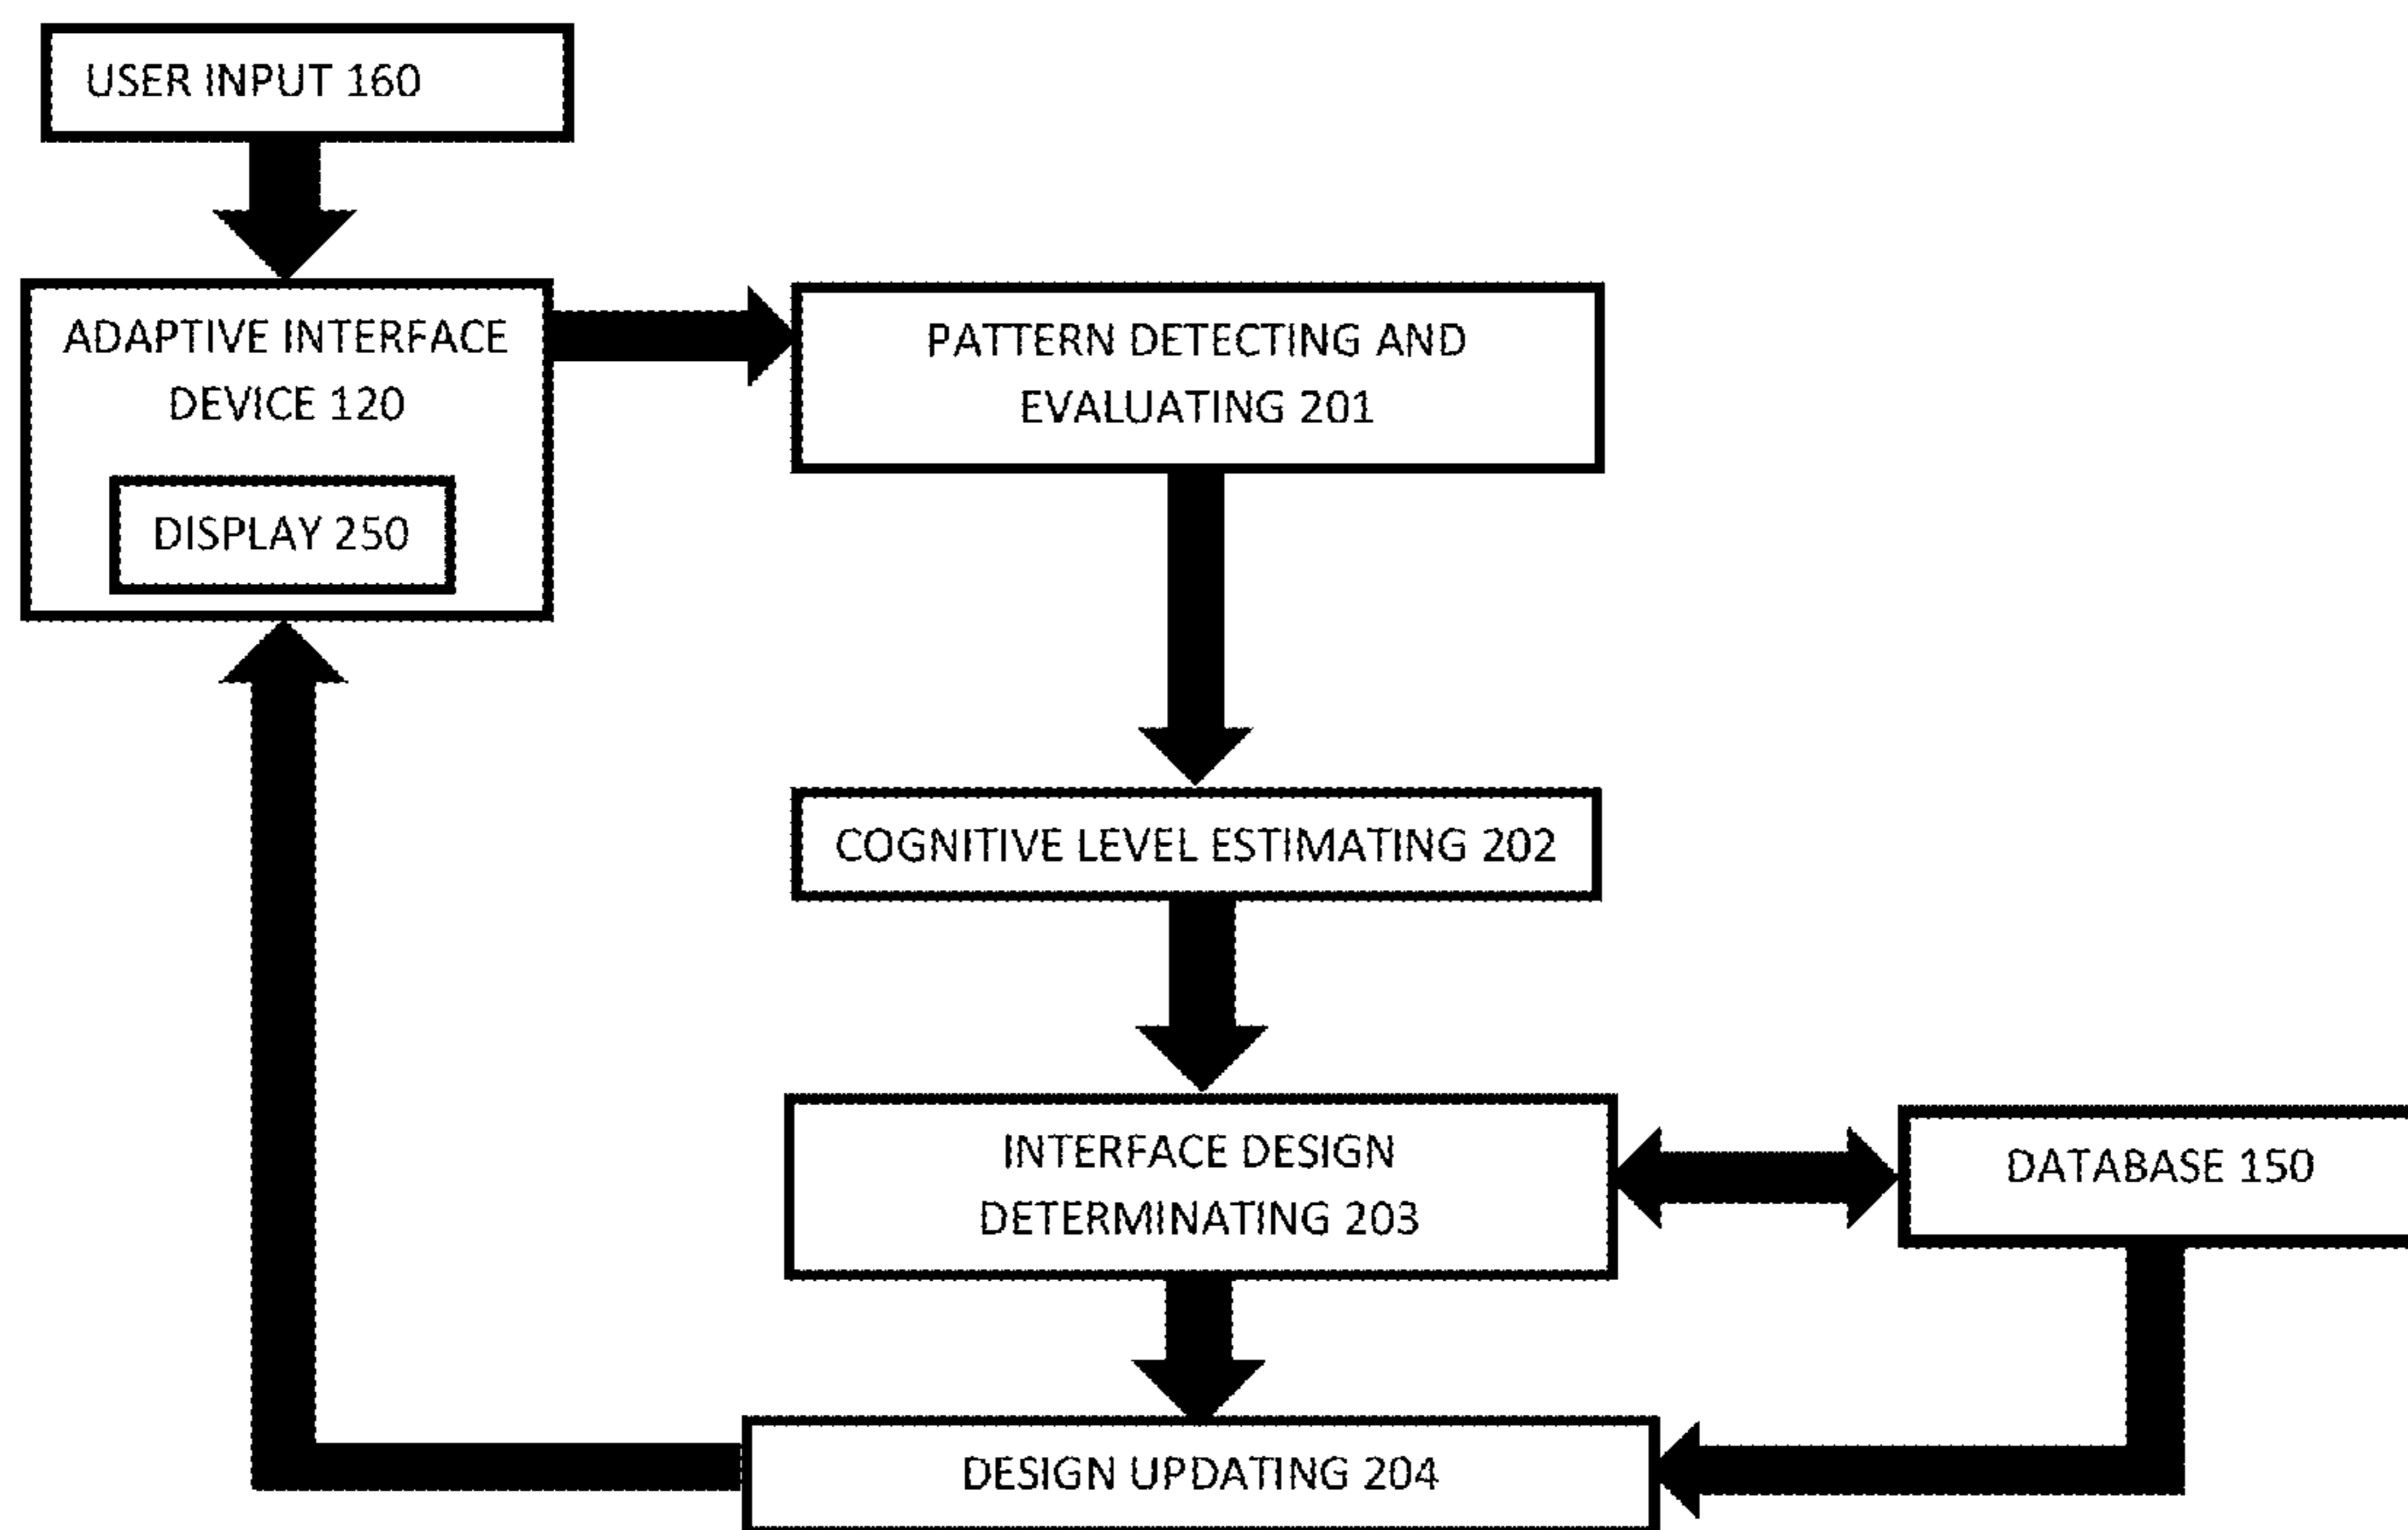 USER INPUT 160
ADAPTIVE INTERFACE
DEVICE 120
DISPLAY 250
PATTERN DETECTING AND
EVALUATING 201
COGNITIVE LEVEL ESTIMATING 202
INTERFACE DESIGN
DETERMINATING 203
DATABASE 150
DESIGN UPDATING 204